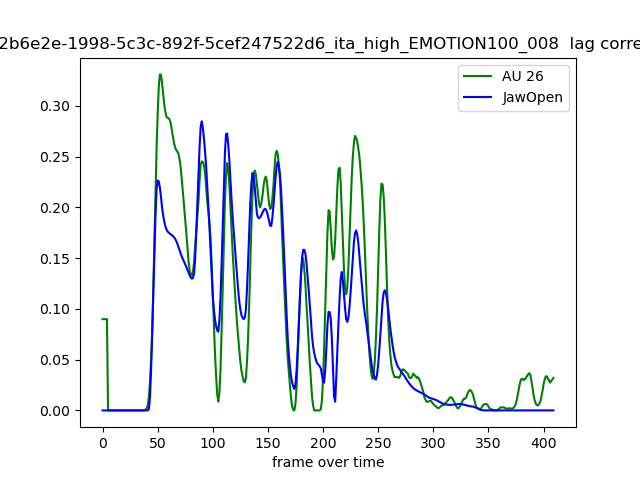 2b6e2e-1998-5c3c-892f-5cef247522d6_ita_high_EMOTION100_008 lag corre
AU 26
JawOpen
0.30
0.25
0.20
0.15
0.10
0.05
0.00
0 50 100 150 200 250 300 350 400
frame over time